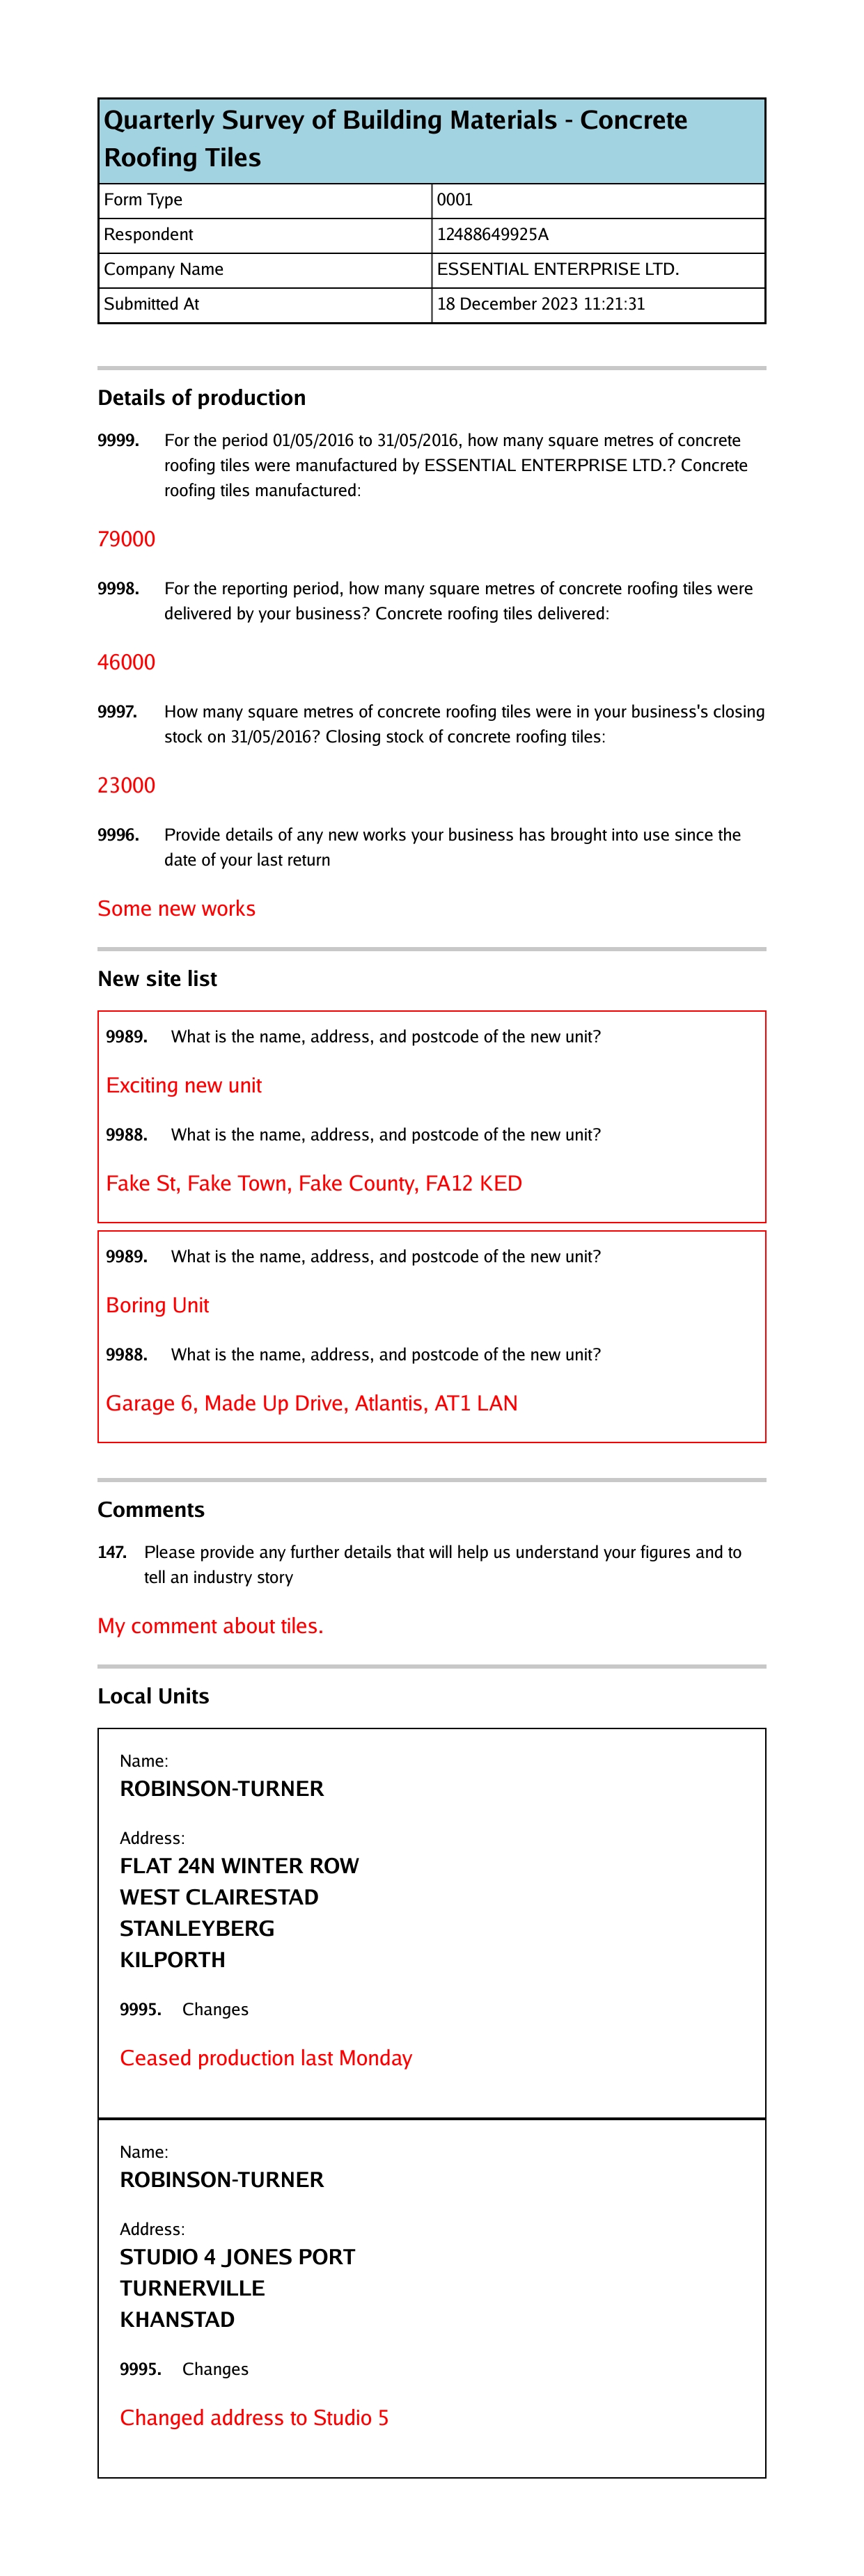 Quarterly Survey of Building Materials - Concrete
Roofing Tiles
Form Type 0001
Respondent 12488649925A
Company Name ESSENTIAL ENTERPRISE LTD.
Submitted At 18 December 2023 11:21:31
Details of production
9999. For the period 01/05/2016 to 31/05/2016, how many square metres of concrete
roofing tiles were manufactured by ESSENTIAL ENTERPRISE LTD.? Concrete
roofing tiles manufactured:
79000
9998. For the reporting period, how many square metres of concrete roofing tiles were
delivered by your business? Concrete roofing tiles delivered:
46000
9997. How many square metres of concrete roofing tiles were in your business's closing
stock on 31/05/2016? Closing stock of concrete roofing tiles:
23000
9996. Provide details of any new works your business has brought into use since the
date of your last return
Some new works
New site list
9989. What is the name, address, and postcode of the new unit?
Exciting new unit
9988. What is the name, address, and postcode of the new unit?
Fake St, Fake Town, Fake County, FA12 KED
9989. What is the name, address, and postcode of the new unit?
Boring Unit
9988. What is the name, address, and postcode of the new unit?
Garage 6, Made Up Drive, Atlantis, AT1 LAN
Comments
147. Please provide any further details that will help us understand your figures and to
tell an industry story
My comment about tiles.
Local Units
Name:
ROBINSON-TURNER
Address:
FLAT 24N WINTER ROW
WEST CLAIRESTAD
STANLEYBERG
KILPORTH
9995. Changes
Ceased production last Monday
Name:
ROBINSON-TURNER
Address:
STUDIO 4 JONES PORT
TURNERVILLE
KHANSTAD
9995. Changes
Changed address to Studio 5